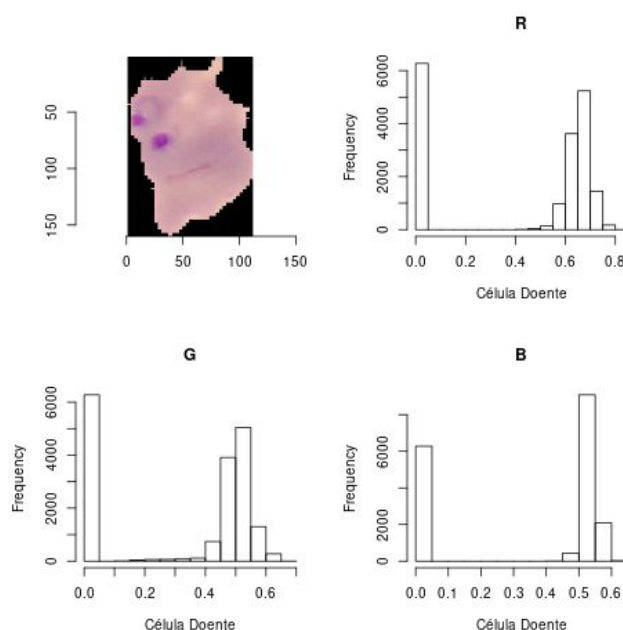 R
50
100
150
0 50 100 150
Frequency
0 2000 4000 6000
0.0 0.2 0.4 0.6 0.8
Célula Doente
G
Frequency
0 2000 4000 6000
0.0 0.2 0.4 0.6
Célula Doente
B
Frequency
0 2000 6000
0.0 0.1 0.2 0.3 0.4 0.5 0.6
Célula Doente